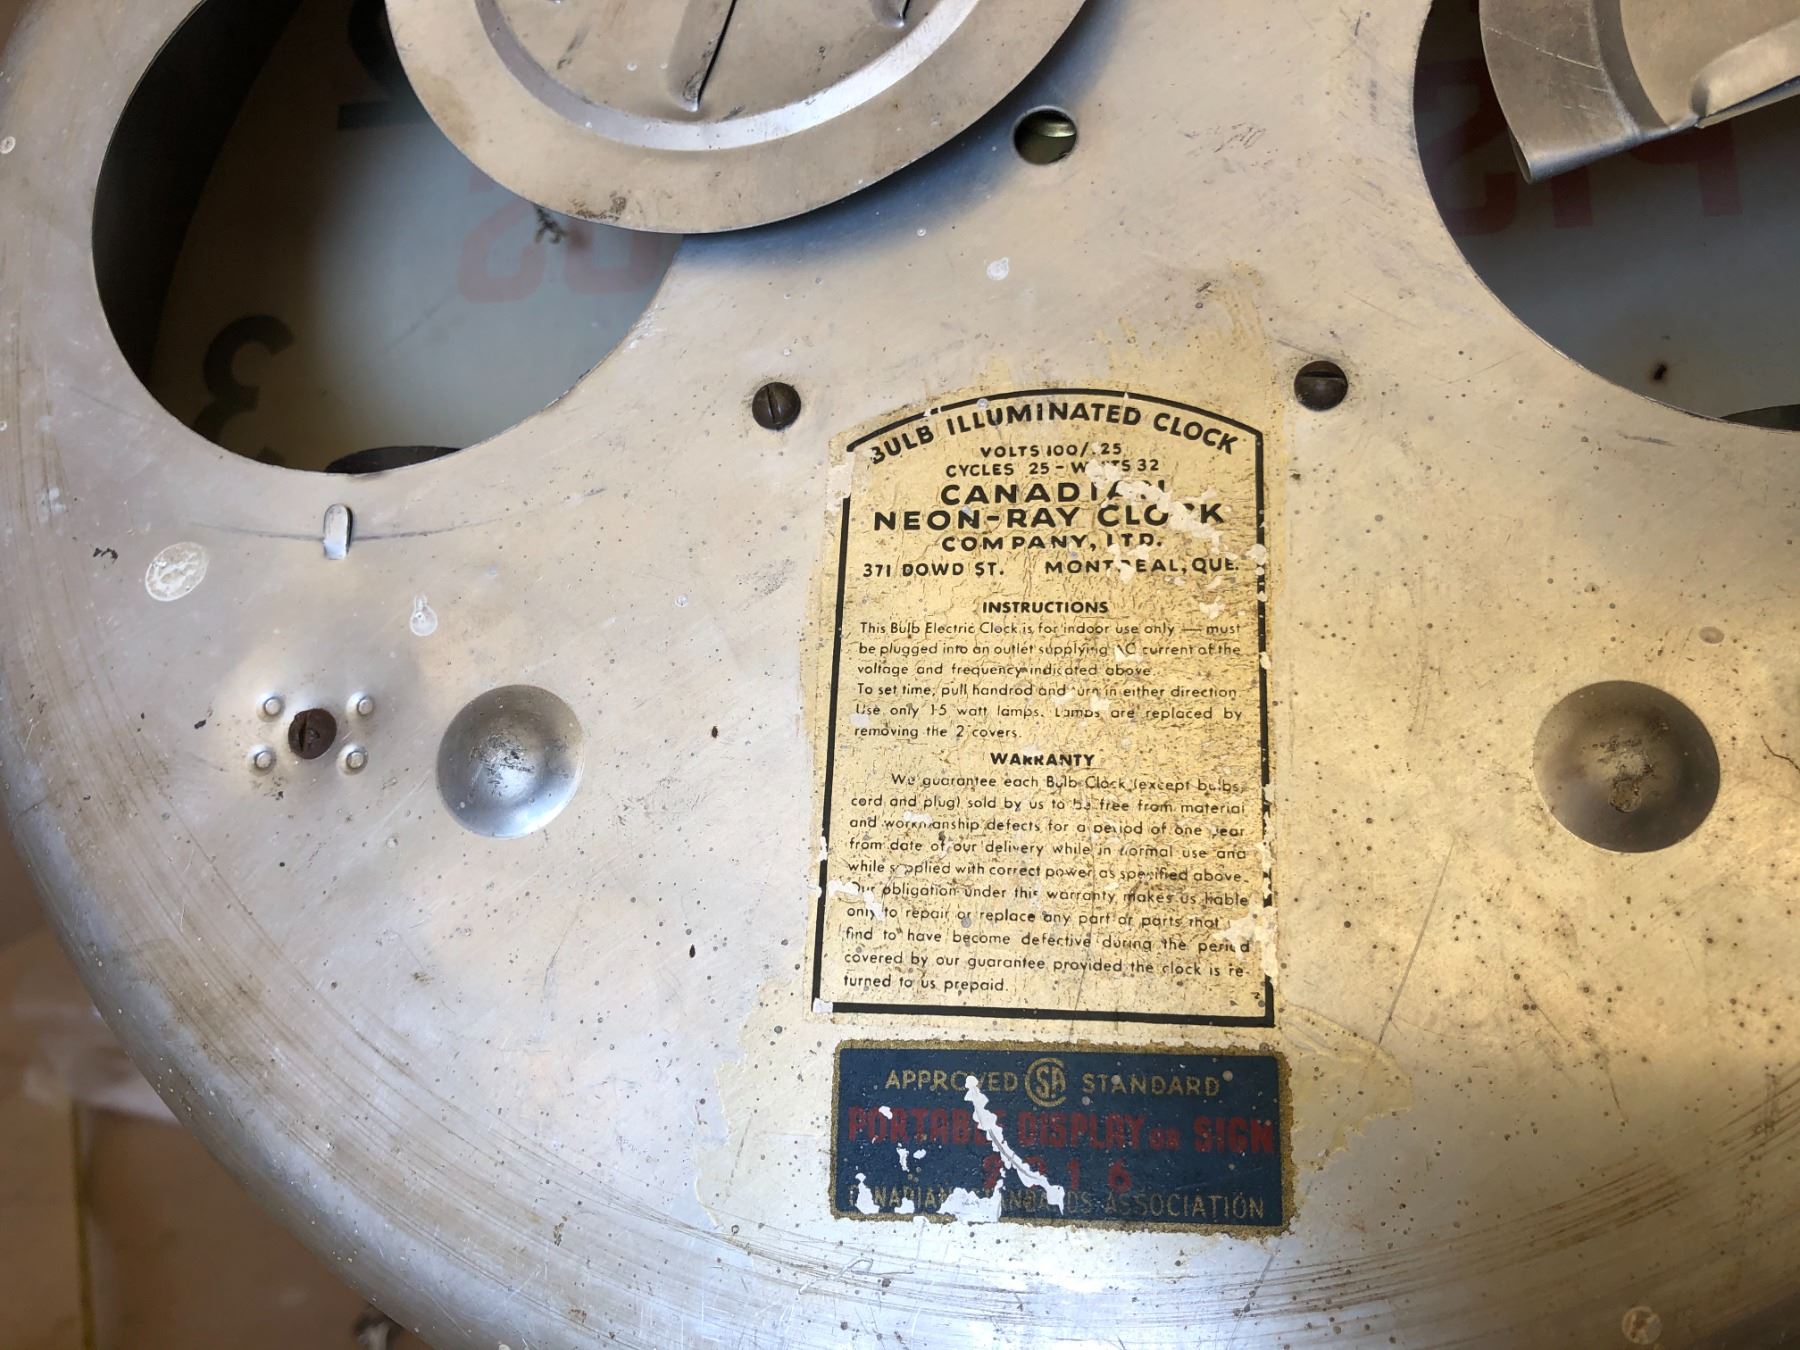 3
BULB ILLUMINATED CLOCK
VOLTS 100/125
CYCLES 25 - WATTS 32
CANADIAN
NEON-RAY CLOCK
COMPANY, LTD.
371 DOWD ST. MONTREAL, QUE.
INSTRUCTIONS
This Bulb Electric Clock is for indoor use only — must
be plugged into an outlet supplying AC current of the
voltage and frequency indicated above.
To set time, pull handrod and turn in either direction.
Use only 15 watt lamps. Lamps are replaced by
removing the 2 covers.
WARRANTY
We guarantee each Bulb Clock (except bulbs,
cord and plug) sold by us to be free from material
and workmanship defects for a period of one year
from date of our delivery while in normal use and
while supplied with correct power as specified above.
Our obligation under this warranty makes us liable
only to repair or replace any part or parts that
find to have become defective during the period
covered by our guarantee provided the clock is re-
turned to us prepaid.
APPROVED CSA STANDARD
PORTABLE DISPLAY OR SIGN
16
CANADIAN STANDARDS ASSOCIATION